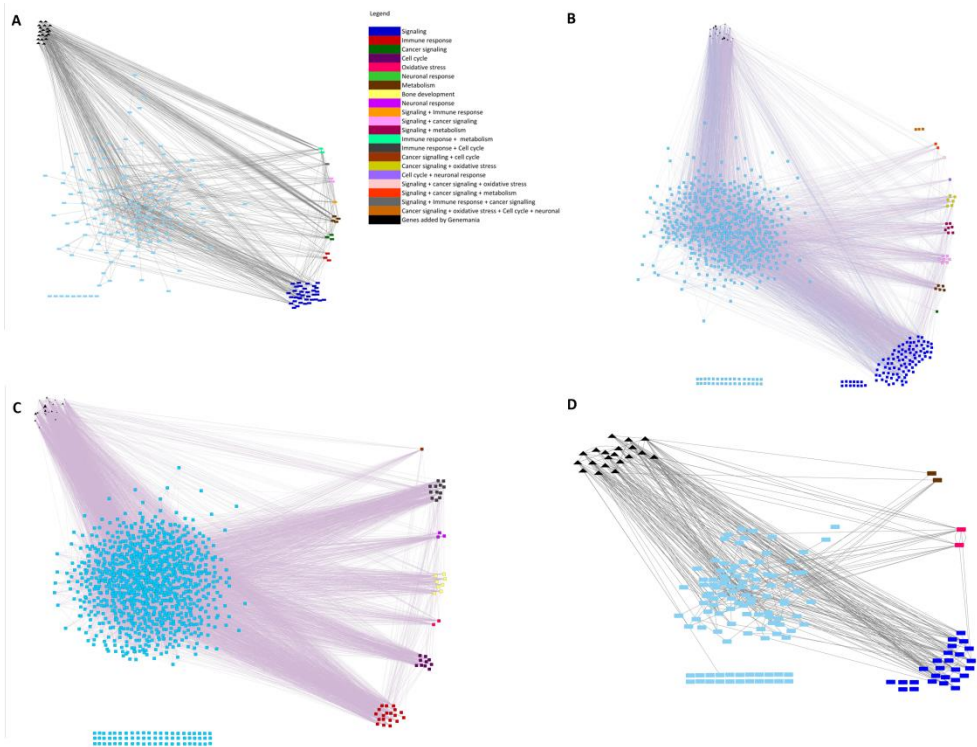 A
Legend
Signaling
Immune response
Cancer signaling
Cell cycle
Oxidative stress
Neuronal response
Metabolism
Bone development
Neuronal response
Signaling + Immune response
Signaling + cancer signaling
Signaling + metabolism
Immune response + metabolism
Immune response + Cell cycle
Cancer signalling + cell cycle
Cancer signaling + oxidative stress
Cell cycle + neuronal response
Signaling + cancer signaling + oxidative stress
Signaling + cancer signaling + metabolism
Signaling + Immune response + cancer signalling
Cancer signaling + oxidative stress + Cell cycle + neuronal
Genes added by Genemania
B
C
D